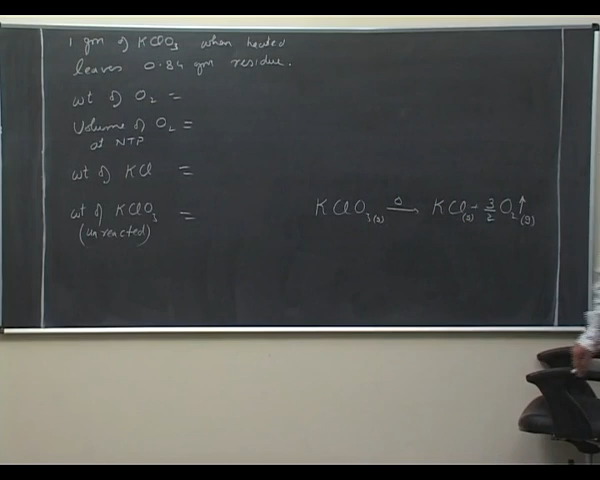 1 gm of KClO3 when heated
leaves 0.84 gm residue.
wt of O2 =
Volume of O2 =
at NTP
wt of KCl =
wt of KClO3 =
(unreacted)
KClO3(s) →Δ KCl(s) + 3/2 O2↑(g)